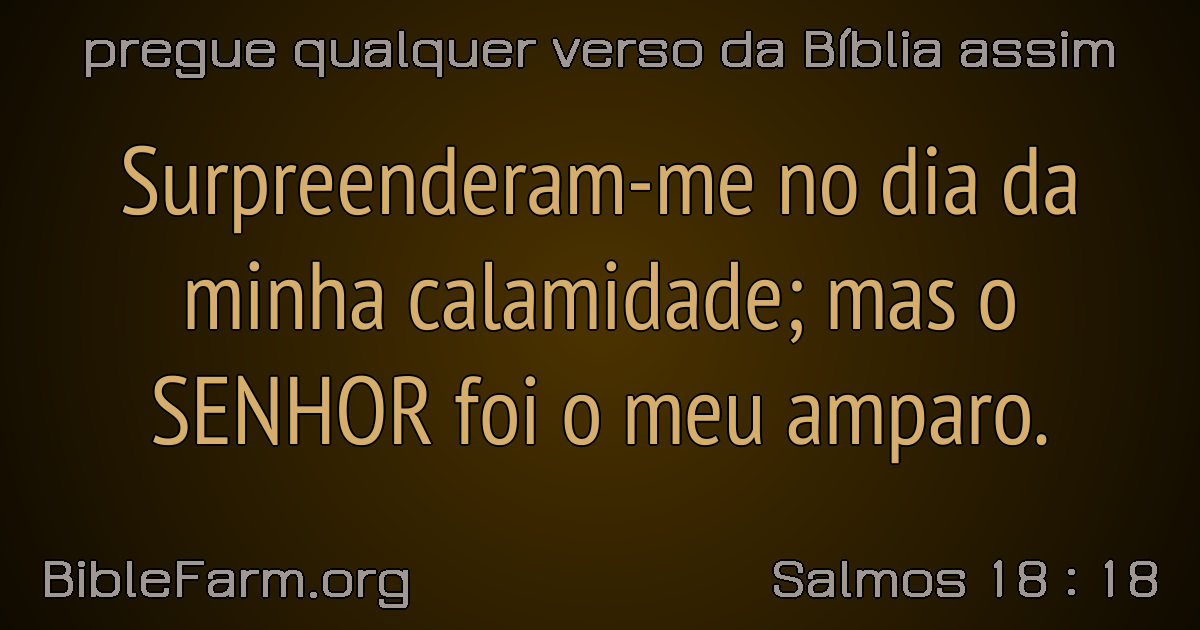 pregue qualquer verso da Bíblia assim
Surpreenderam-me no dia da
minha calamidade; mas o
SENHOR foi o meu amparo.
BibleFarm.org
Salmos 18 : 18